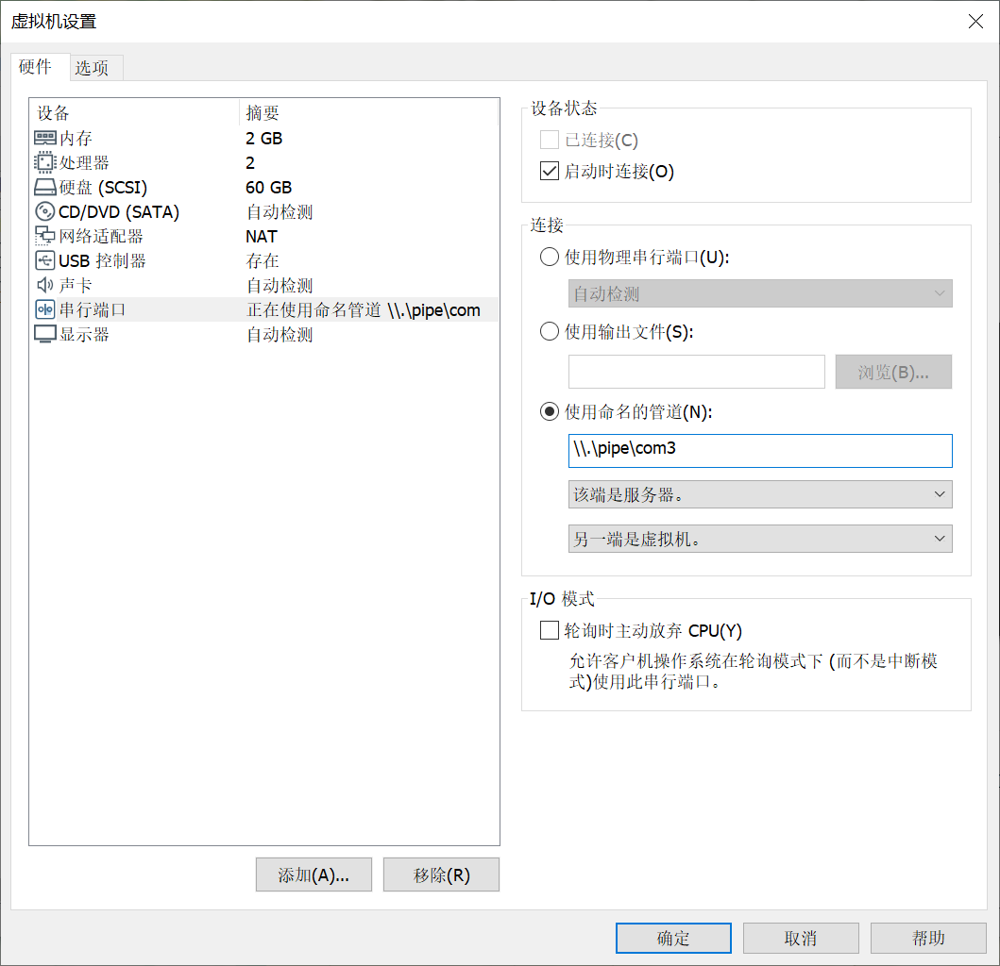 虚拟机设置
硬件 选项
设备 摘要
内存 2 GB
处理器 2
硬盘 (SCSI) 60 GB
CD/DVD (SATA) 自动检测
网络适配器 NAT
USB 控制器 存在
声卡 自动检测
串行端口 正在使用命名管道 \\.\pipe\com
显示器 自动检测
添加(A)... 移除(R)
设备状态
已连接(C)
启动时连接(O)
连接
使用物理串行端口(U):
自动检测
使用输出文件(S):
浏览(B)...
使用命名的管道(N):
\\.\pipe\com3
该端是服务器。
另一端是虚拟机。
I/O 模式
轮询时主动放弃 CPU(Y)
允许客户机操作系统在轮询模式下 (而不是中断模
式)使用此串行端口。
确定 取消 帮助